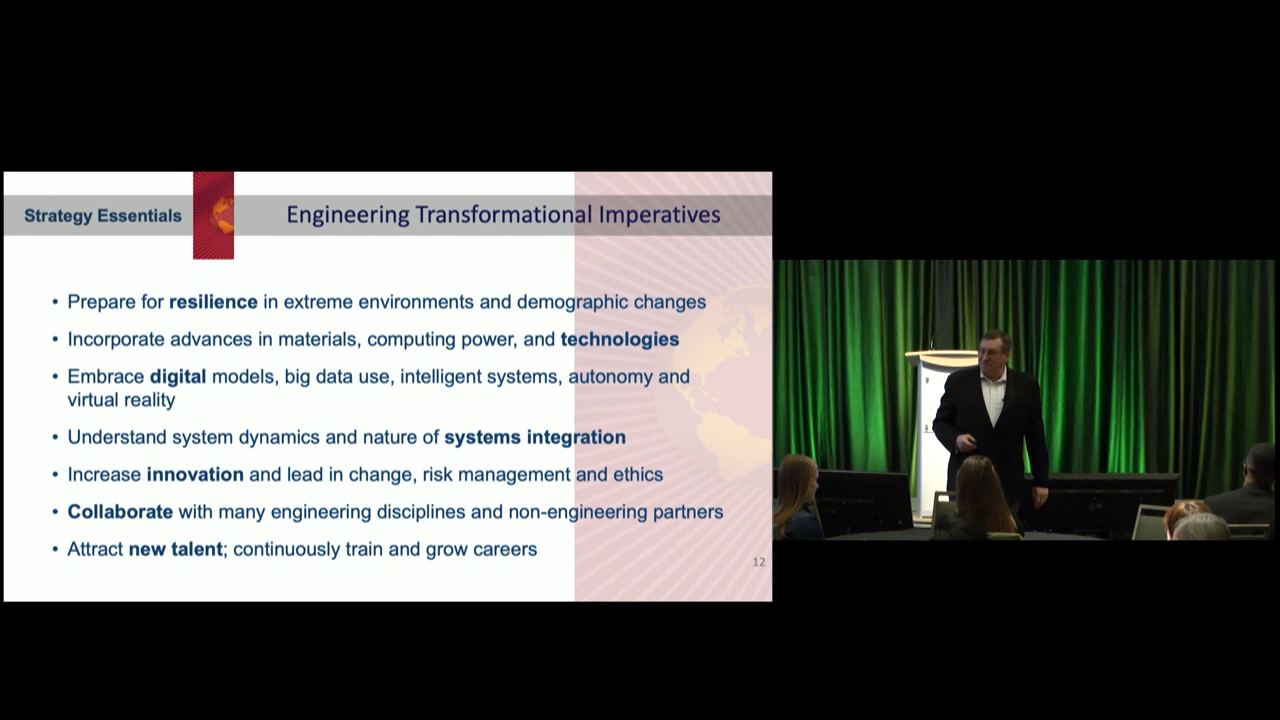 Strategy Essentials
Engineering Transformational Imperatives
• Prepare for resilience in extreme environments and demographic changes
• Incorporate advances in materials, computing power, and technologies
• Embrace digital models, big data use, intelligent systems, autonomy and
virtual reality
• Understand system dynamics and nature of systems integration
• Increase innovation and lead in change, risk management and ethics
• Collaborate with many engineering disciplines and non-engineering partners
• Attract new talent; continuously train and grow careers
12